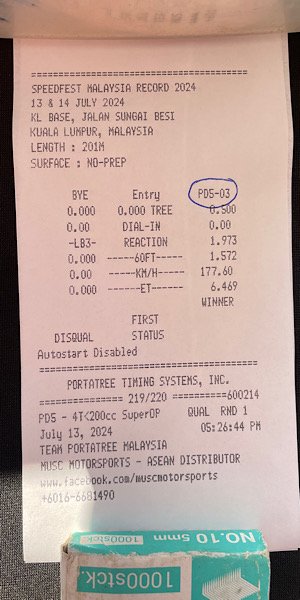 ==========================================
SPEEDFEST MALAYSIA RECORD 2024
13 & 14 JULY 2024
KL BASE, JALAN SUNGAI BESI
KUALA LUMPUR, MALAYSIA
LENGTH : 201M
SURFACE : NO-PREP
BYE Entry PD5-03
0.000 0.000 TREE 0.500
0.00 DIAL-IN 0.00
-LB3- REACTION 1.973
0.000 ------60FT----- 1.572
0.00 ------KM/H----- 177.60
0.000 -------ET------ 6.469
WINNER
FIRST
DISQUAL STATUS
Autostart Disabled
==========================================
PORTATREE TIMING SYSTEMS, INC.
================ 219/220 ==========600214
PD5 - 4T<200cc SuperOP QUAL RND 1
July 13, 2024 05:26:44 PM
TEAM PORTATREE MALAYSIA
MUSC MOTORSPORTS - ASEAN DISTRIBUTOR
www.facebook.com/muscmotorsports
+6016-6681490
NO.10 5mm
1000stck.
1000stck.